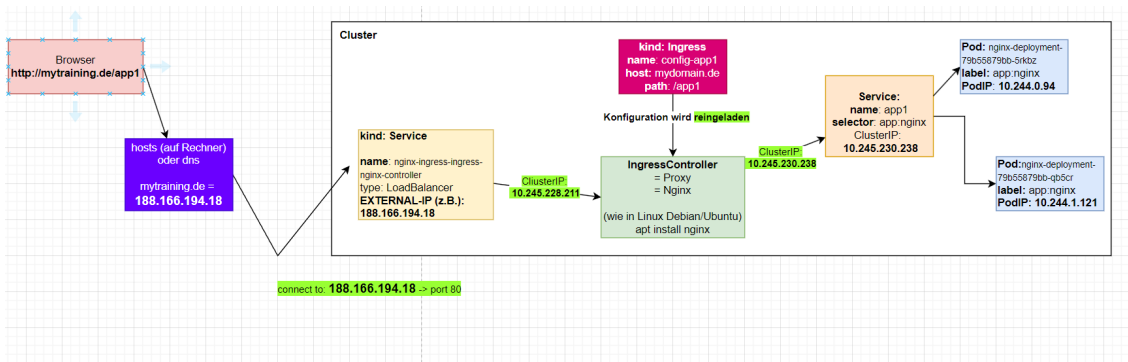 Browser
http://mytraining.de/app1
hosts (auf Rechner)
oder dns
mytraining.de =
188.166.194.18
connect to: 188.166.194.18 -> port 80
Cluster
kind: Service
name: nginx-ingress-ingress-
nginx-controller
type: LoadBalancer
EXTERNAL-IP (z.B.):
188.166.194.18
CliusterIP:
10.245.228.211
kind: Ingress
name: config-app1
host: mydomain.de
path: /app1
Konfiguration wird reingeladen
IngressController
= Proxy
= Nginx
(wie in Linux Debian/Ubuntu)
apt install nginx
ClusterIP:
10.245.230.238
Service:
name: app1
selector: app:nginx
ClusterIP:
10.245.230.238
Pod: nginx-deployment-
79b55879bb-5rkbz
label: app:nginx
PodIP: 10.244.0.94
Pod:nginx-deployment-
79b55879bb-qb5cr
label: app:nginx
PodIP: 10.244.1.121